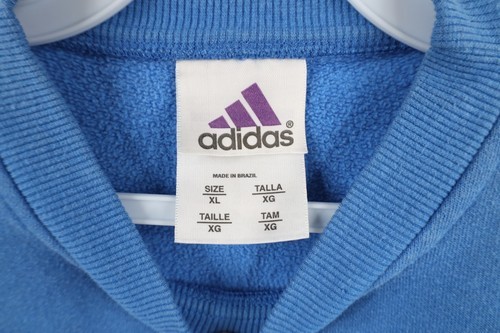 adidas®
MADE IN BRAZIL
SIZE TALLA
XL XG
TAILLE TAM
XG XG